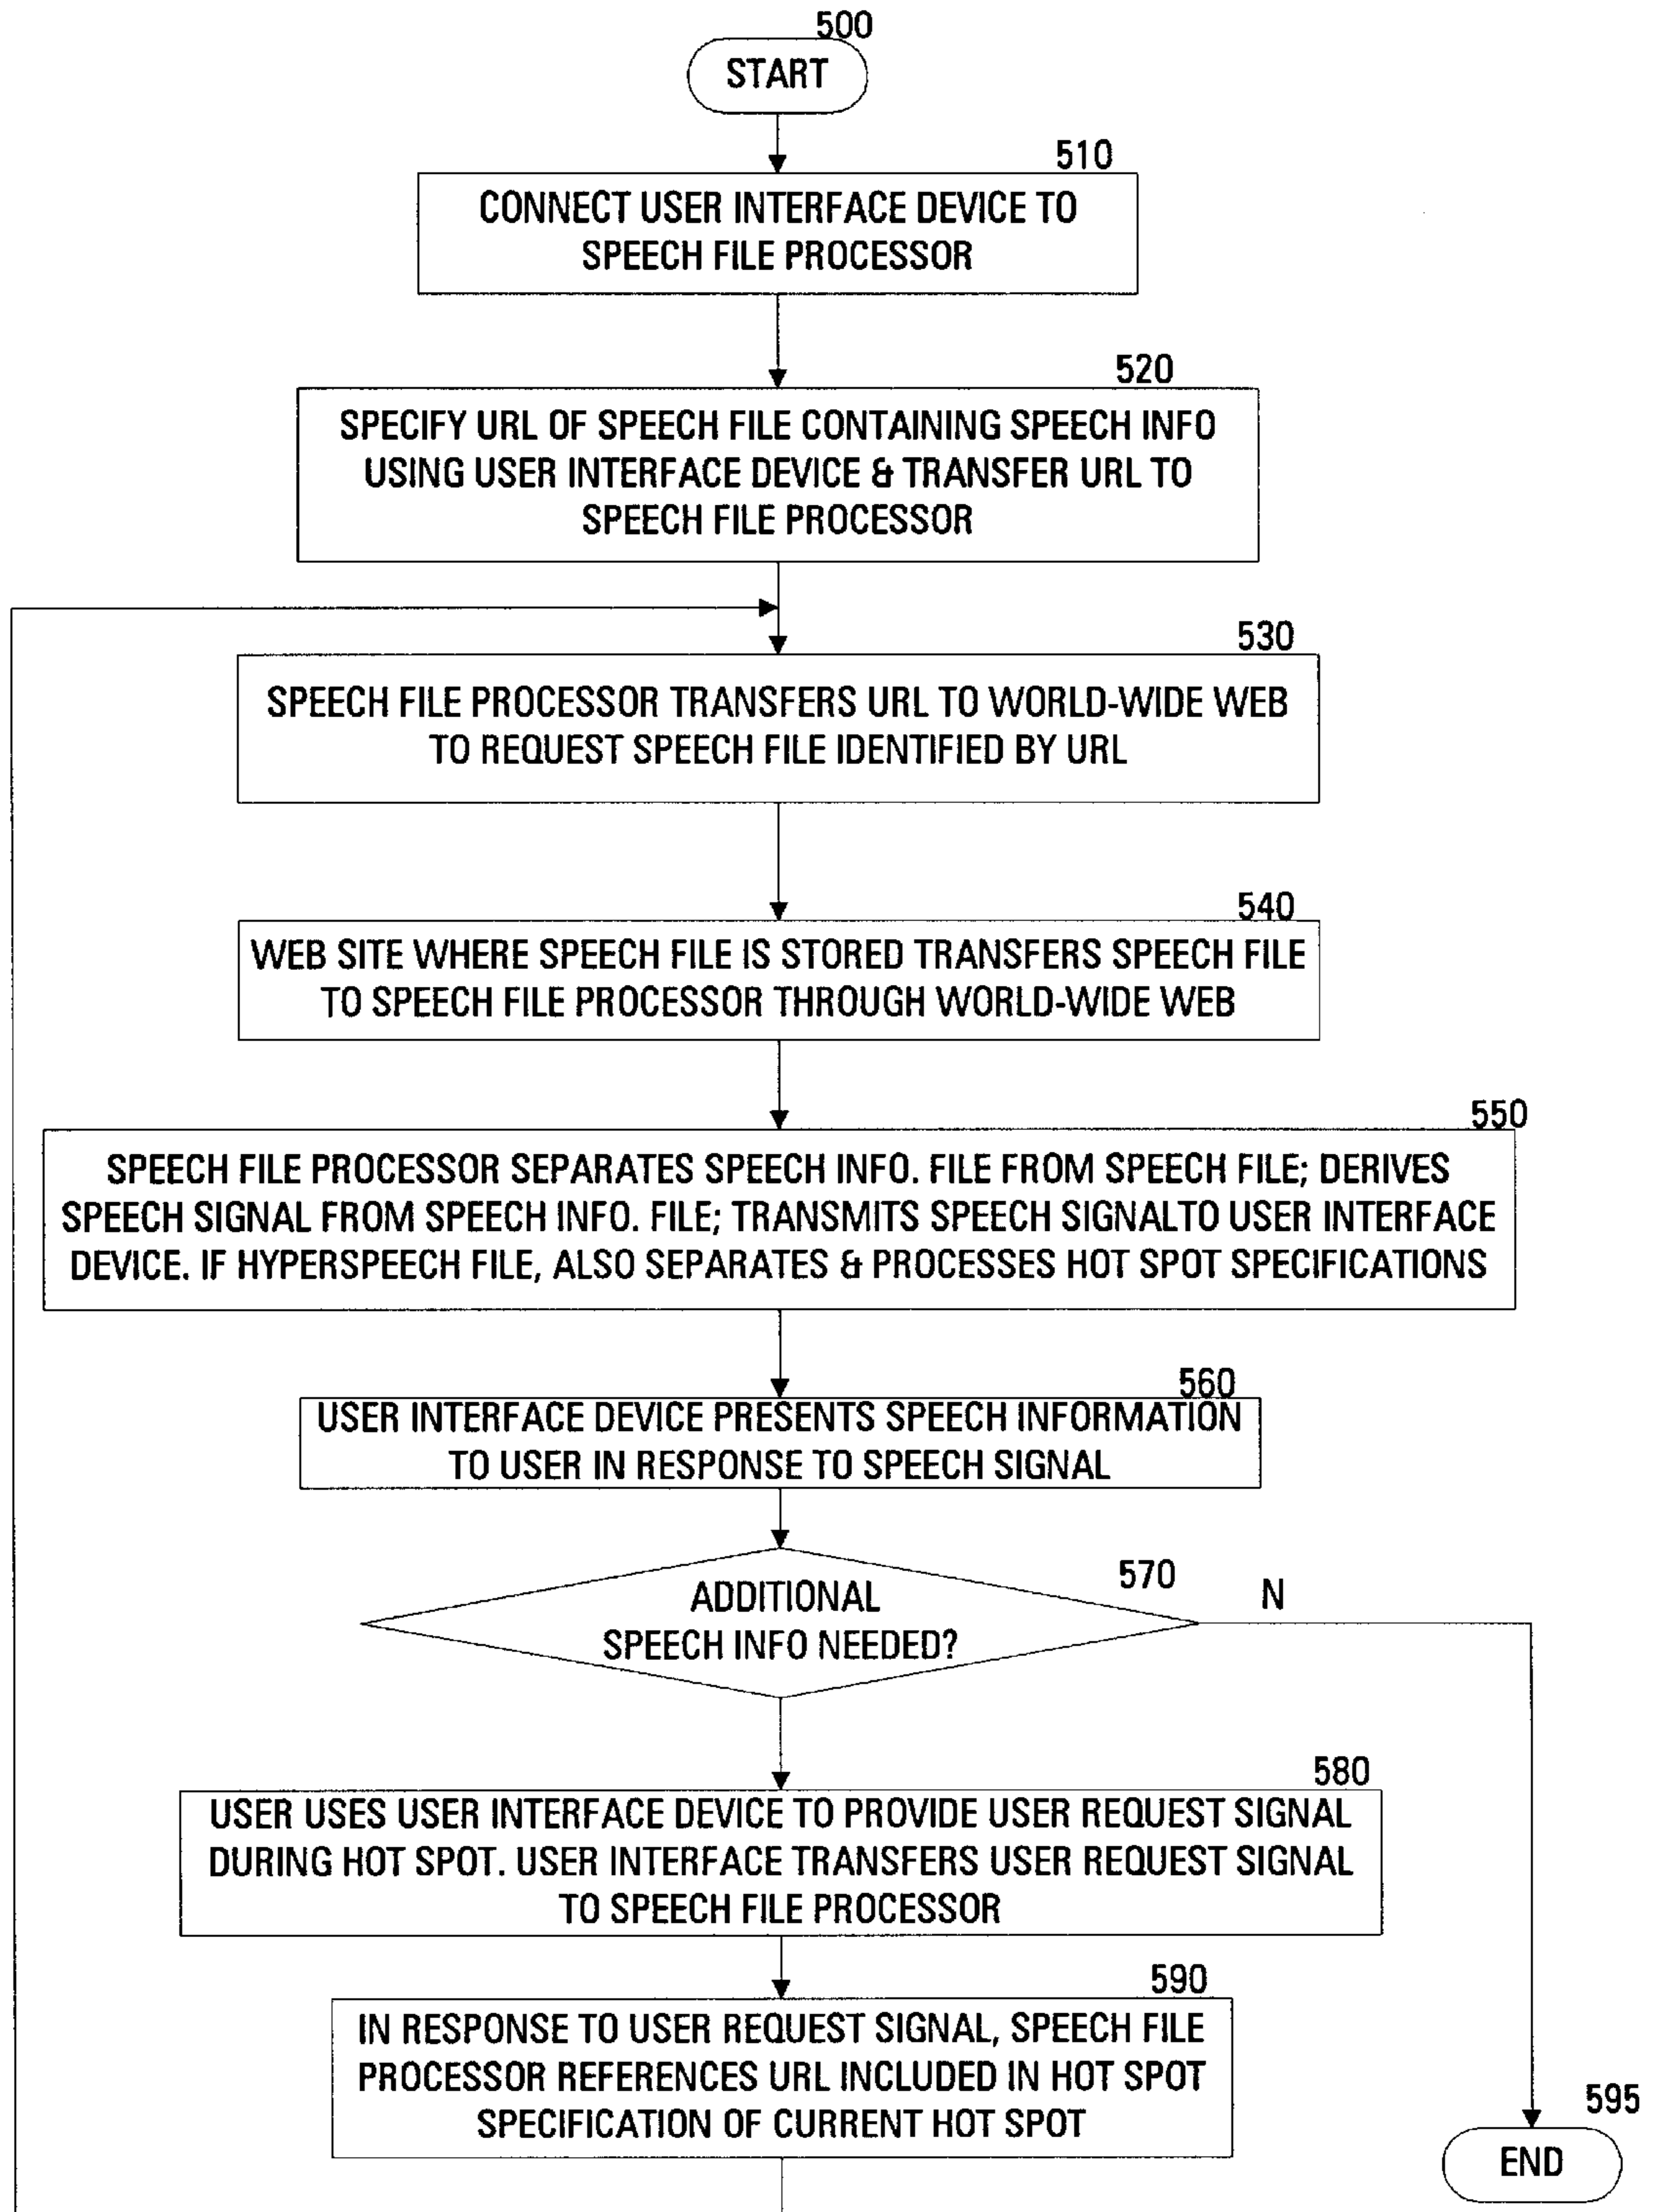 500
START
510
CONNECT USER INTERFACE DEVICE TO
SPEECH FILE PROCESSOR
520
SPECIFY URL OF SPEECH FILE CONTAINING SPEECH INFO
USING USER INTERFACE DEVICE & TRANSFER URL TO
SPEECH FILE PROCESSOR
530
SPEECH FILE PROCESSOR TRANSFERS URL TO WORLD-WIDE WEB
TO REQUEST SPEECH FILE IDENTIFIED BY URL
540
WEB SITE WHERE SPEECH FILE IS STORED TRANSFERS SPEECH FILE
TO SPEECH FILE PROCESSOR THROUGH WORLD-WIDE WEB
550
SPEECH FILE PROCESSOR SEPARATES SPEECH INFO. FILE FROM SPEECH FILE; DERIVES
SPEECH SIGNAL FROM SPEECH INFO. FILE; TRANSMITS SPEECH SIGNALTO USER INTERFACE
DEVICE. IF HYPERSPEECH FILE, ALSO SEPARATES & PROCESSES HOT SPOT SPECIFICATIONS
560
USER INTERFACE DEVICE PRESENTS SPEECH INFORMATION
TO USER IN RESPONSE TO SPEECH SIGNAL
570
N
ADDITIONAL
SPEECH INFO NEEDED?
580
USER USES USER INTERFACE DEVICE TO PROVIDE USER REQUEST SIGNAL
DURING HOT SPOT. USER INTERFACE TRANSFERS USER REQUEST SIGNAL
TO SPEECH FILE PROCESSOR
590
IN RESPONSE TO USER REQUEST SIGNAL, SPEECH FILE
PROCESSOR REFERENCES URL INCLUDED IN HOT SPOT
SPECIFICATION OF CURRENT HOT SPOT
595
END